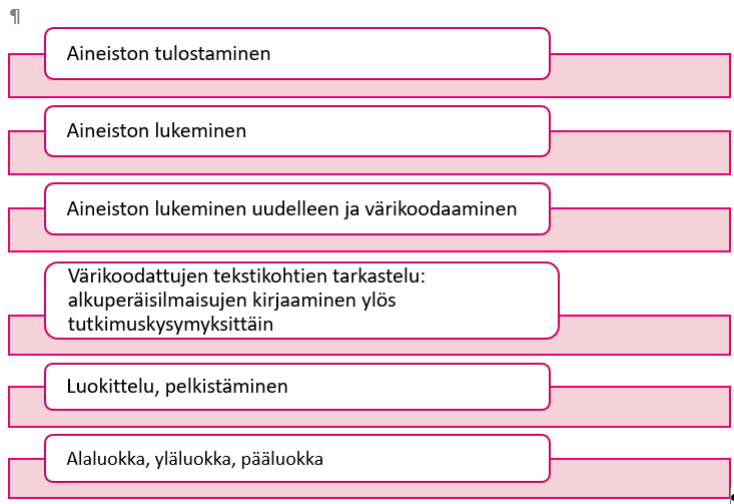 ¶
Aineiston tulostaminen
Aineiston lukeminen
Aineiston lukeminen uudelleen ja värikoodaaminen
Värikoodattujen tekstikohtien tarkastelu:
alkuperäisilmaisujen kirjaaminen ylös
tutkimuskysymyksittäin
Luokittelu, pelkistäminen
Alaluokka, yläluokka, pääluokka